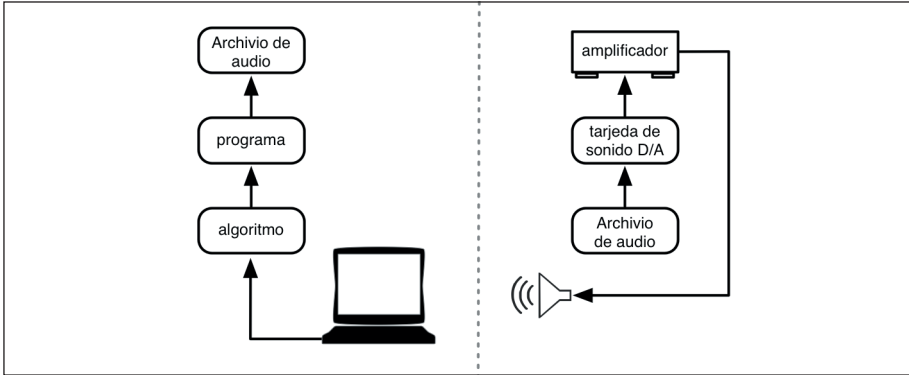 Archivio de
audio
programa
algoritmo
amplificador
tarjeda de
sonido D/A
Archivio
de audio